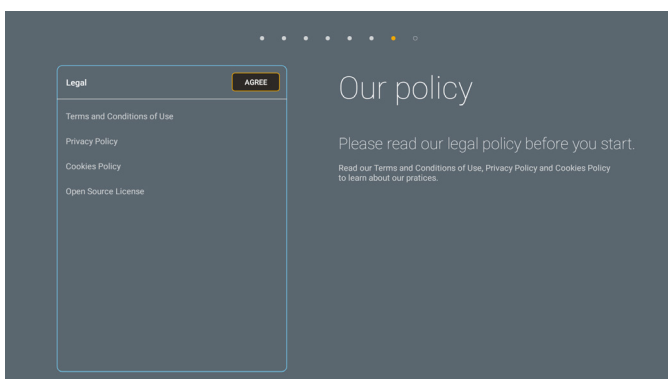 Legal
AGREE
Terms and Conditions of Use
Privacy Policy
Cookies Policy
Open Source License
Our policy
Please read our legal policy before you start.
Read our Terms and Conditions of Use, Privacy Policy and Cookies Policy
to learn about our pratices.